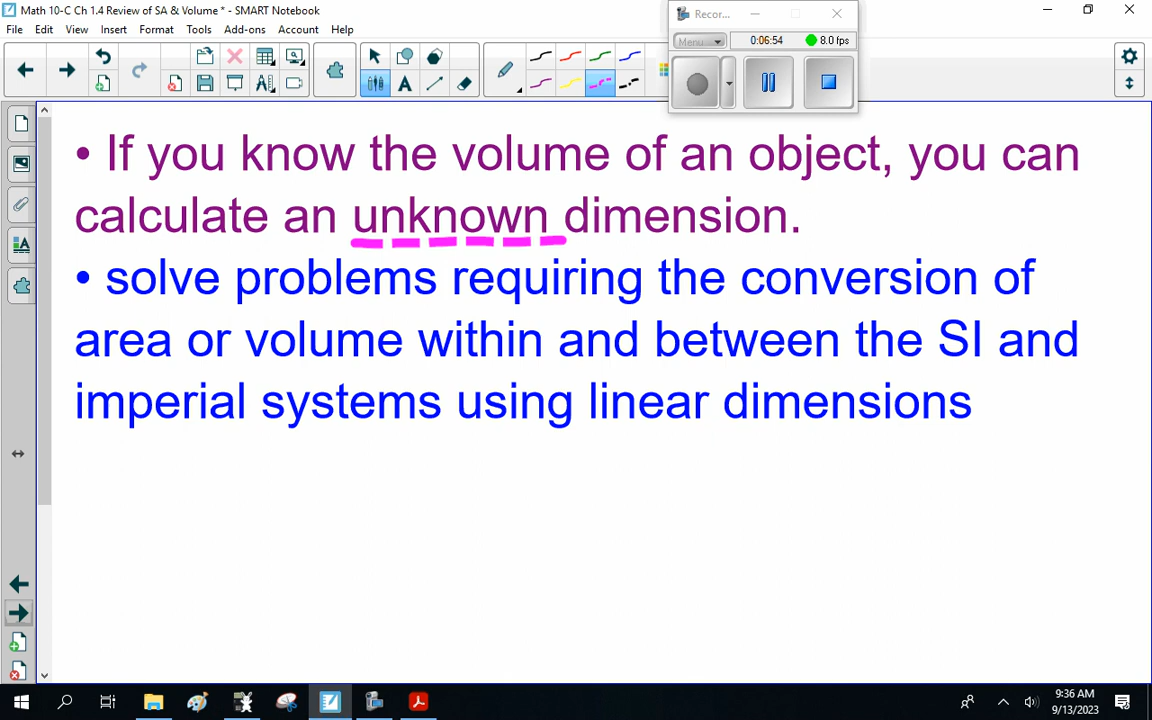 Math 10-C Ch 1.4 Review of SA & Volume * - SMART Notebook
File Edit View Insert Format Tools Add-ons Account Help
Recor...
Menu 0:06:54 8.0 fps
• If you know the volume of an object, you can
calculate an unknown dimension.
• solve problems requiring the conversion of
area or volume within and between the SI and
imperial systems using linear dimensions
9:36 AM
9/13/2023